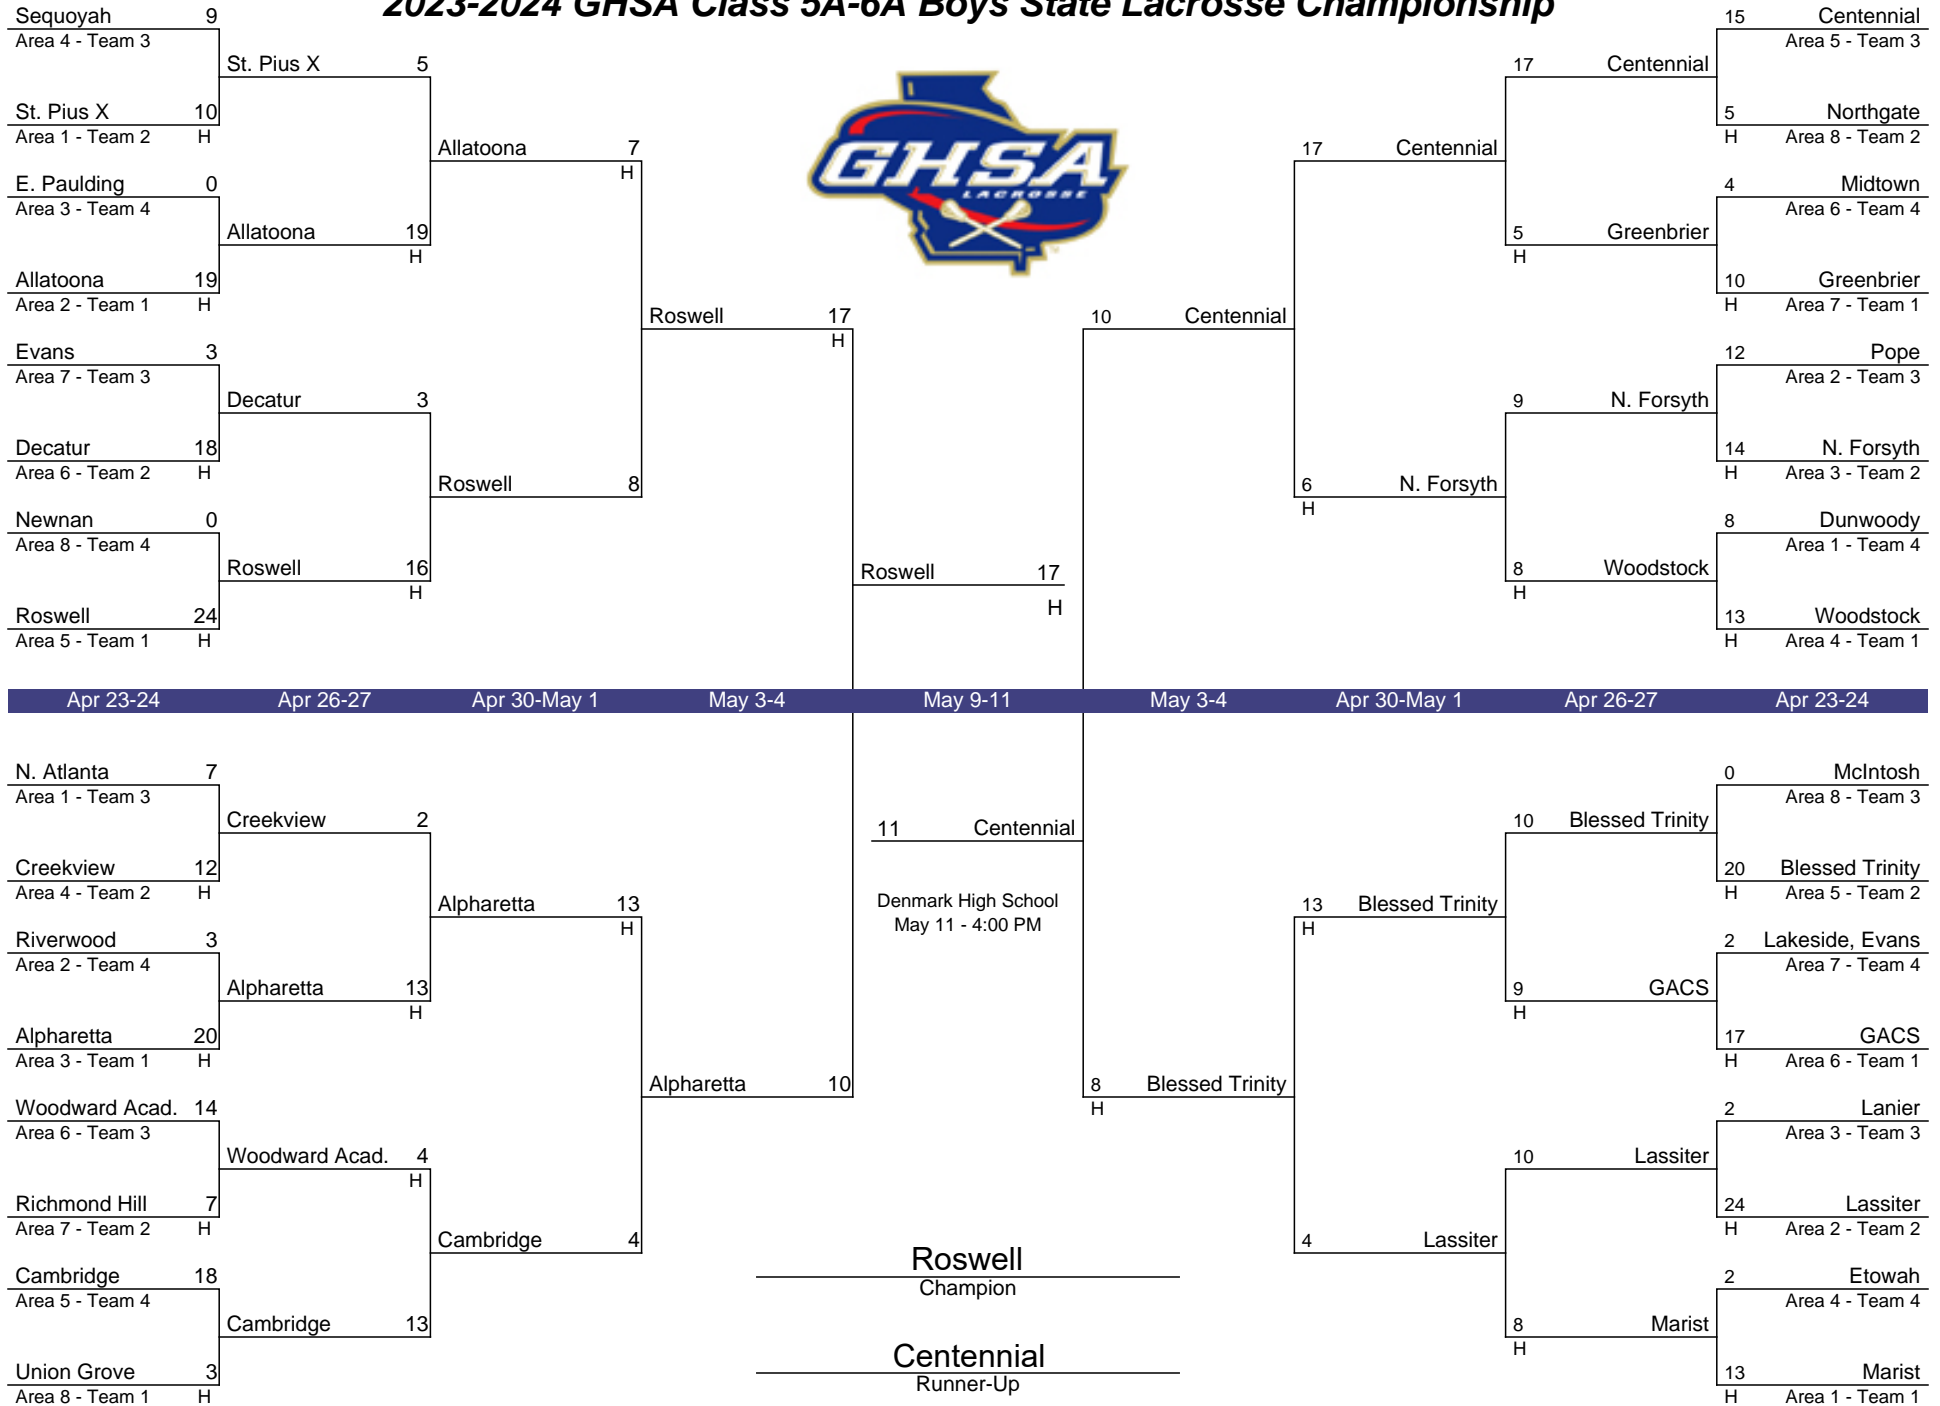 2023-2024 GHSA Class 5A-6A Boys State Lacrosse Championship
Sequoyah 9
Area 4 - Team 3
St. Pius X 5
St. Pius X 10
Area 1 - Team 2 H
Allatoona 7
H
E. Paulding 0
Area 3 - Team 4
Allatoona 19
H
Allatoona 19
Area 2 - Team 1 H
Roswell 17
H
Evans 3
Area 7 - Team 3
Decatur 3
Decatur 18
Area 6 - Team 2 H
Roswell 8
Newnan 0
Area 8 - Team 4
Roswell 16
H
Roswell 24
Area 5 - Team 1 H
GHSA
LACROSSE
Roswell 17
H
15 Centennial
Area 5 - Team 3
17 Centennial
5 Northgate
H Area 8 - Team 2
17 Centennial
4 Midtown
Area 6 - Team 4
5 Greenbrier
H
10 Greenbrier
H Area 7 - Team 1
10 Centennial
12 Pope
Area 2 - Team 3
9 N. Forsyth
14 N. Forsyth
H Area 3 - Team 2
6 N. Forsyth
H
8 Dunwoody
Area 1 - Team 4
8 Woodstock
H
13 Woodstock
H Area 4 - Team 1
Apr 23-24 Apr 26-27 Apr 30-May 1 May 3-4 May 9-11 May 3-4 Apr 30-May 1 Apr 26-27 Apr 23-24
N. Atlanta 7
Area 1 - Team 3
Creekview 2
Creekview 12
Area 4 - Team 2 H
Alpharetta 13
H
Riverwood 3
Area 2 - Team 4
Alpharetta 13
H
Alpharetta 20
Area 3 - Team 1 H
Alpharetta 10
Woodward Acad. 14
Area 6 - Team 3
Woodward Acad. 4
H
Richmond Hill 7
Area 7 - Team 2 H
Cambridge 4
Cambridge 18
Area 5 - Team 4
Cambridge 13
Union Grove 3
Area 8 - Team 1 H
11 Centennial
Denmark High School
May 11 - 4:00 PM
Roswell
Champion
Centennial
Runner-Up
0 McIntosh
Area 8 - Team 3
10 Blessed Trinity
20 Blessed Trinity
H Area 5 - Team 2
13 Blessed Trinity
H
2 Lakeside, Evans
Area 7 - Team 4
9 GACS
H
17 GACS
H Area 6 - Team 1
8 Blessed Trinity
H
2 Lanier
Area 3 - Team 3
10 Lassiter
24 Lassiter
H Area 2 - Team 2
4 Lassiter
2 Etowah
Area 4 - Team 4
8 Marist
H
13 Marist
H Area 1 - Team 1